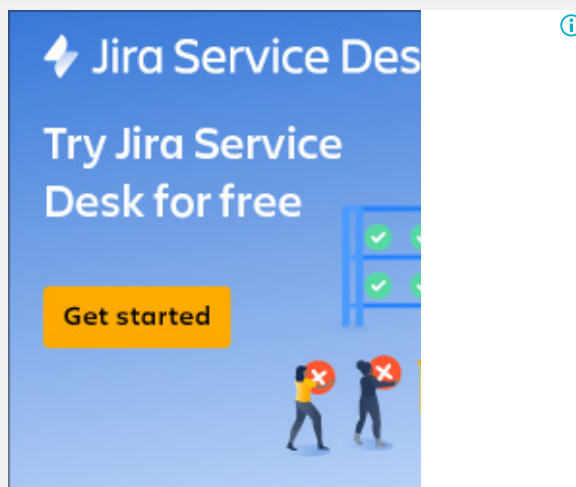 Jira Service Des
Try Jira Service
Desk for free
Get started